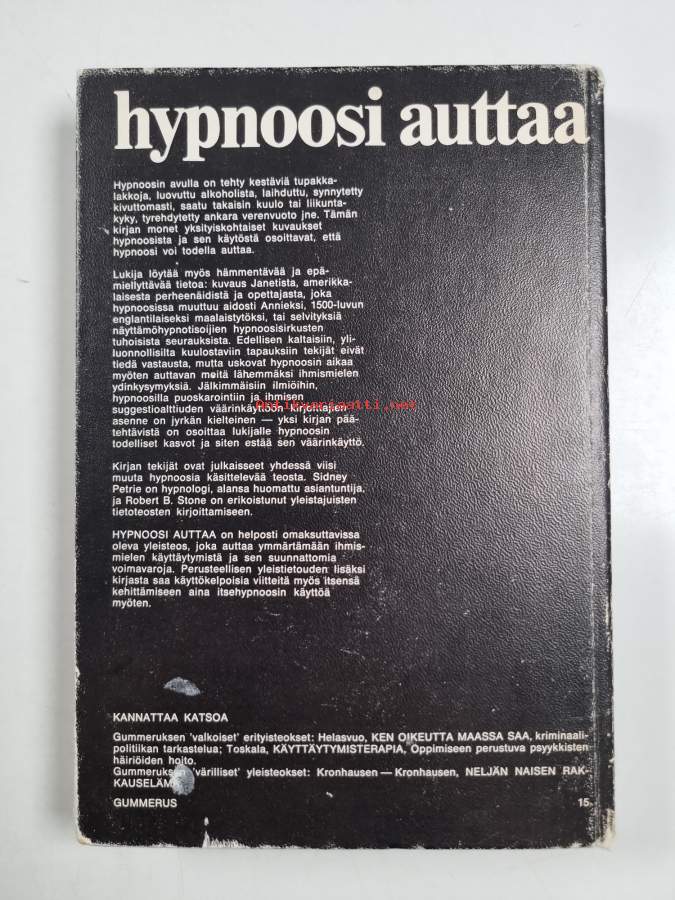 hypnoosi auttaa
Hypnoosin avulla on tehty kestäviä tupakka-
lakkoja, luovuttu alkoholista, laihduttu, synnytetty
kivuttomasti, saatu takaisin kuulo tai liikunta-
kyky, tyrehdytetty ankara verenvuoto jne. Tämän
kirjan monet yksityiskohtaiset kuvaukset
hypnoosista ja sen käytöstä osoittavat, että
hypnoosi voi todella auttaa.
Lukija löytää myös hämmentävää ja epä-
miellyttävää tietoa: kuvaus Janetista, amerikka-
laisesta perheenäidistä ja opettajasta, joka
hypnoosissa muuttuu aidosti Annieksi, 1500-luvun
englantilaiseksi maalaistytöksi, tai selvityksiä
näyttämöhypnotisoijien hypnoosisirkusten
tuhoisista seurauksista. Edellisen kaltaisiin, yli-
luonnollisilta kuulostaviin tapauksiin tekijät eivät
tiedä vastausta, mutta uskovat hypnoosin aikaa
myöten auttavan meitä lähemmäksi ihmismielen
ydinkysymyksiä. Jälkimmäisiin ilmiöihin,
hypnoosilla puoskarointiin ja ihmisen
suggestioalttiuden väärinkäyttöön kirjoittajien
asenne on jyrkän kielteinen — yksi kirjan pää-
tehtävistä on osoittaa lukijalle hypnoosin
todelliset kasvot ja siten estää sen väärinkäyttö.
Kirjan tekijät ovat julkaisseet yhdessä viisi
muuta hypnoosia käsittelevää teosta. Sidney
Petrie on hypnologi, alansa huomattu asiantuntija,
ja Robert B. Stone on erikoistunut yleistajuisten
tietoteosten kirjoittamiseen.
HYPNOOSI AUTTAA on helposti omaksuttavissa
oleva yleisteos, joka auttaa ymmärtämään ihmis-
mielen käyttäytymistä ja sen suunnattomia
voimavaroja. Perusteellisen yleistietouden lisäksi
kirjasta saa käyttökelpoisia viitteitä myös itsensä
kehittämiseen aina itsehypnoosin käyttöä
myöten.
KANNATTAA KATSOA
Gummeruksen 'valkoiset' erityisteokset: Helasvuo, KEN OIKEUTTA MAASSA SAA, kriminaali-
politiikan tarkastelua; Toskala, KÄYTTÄYTYMISTERAPIA, Oppimiseen perustuva psyykkisten
häiriöiden hoito.
Gummeruksen 'värilliset' yleisteokset: Kronhausen — Kronhausen, NELJÄN NAISEN RAK-
KAUSELÄMÄ
GUMMERUS 15